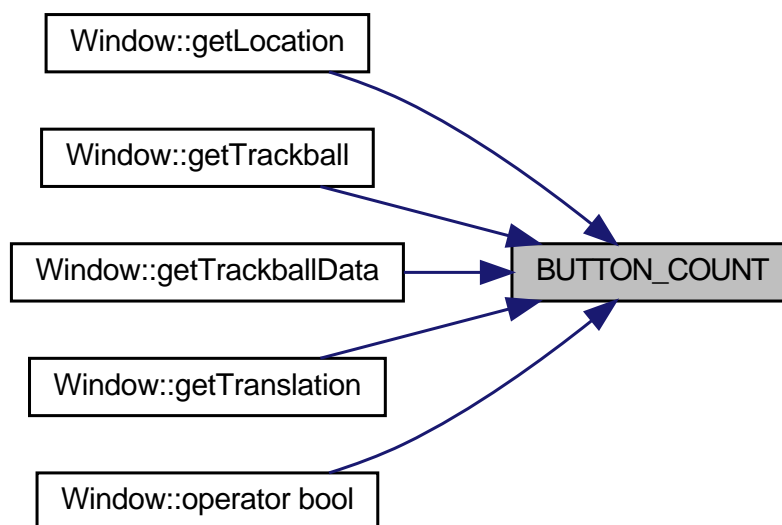 Window::getLocation
Window::getTrackball
Window::getTrackballData
BUTTON_COUNT
Window::getTranslation
Window::operator bool